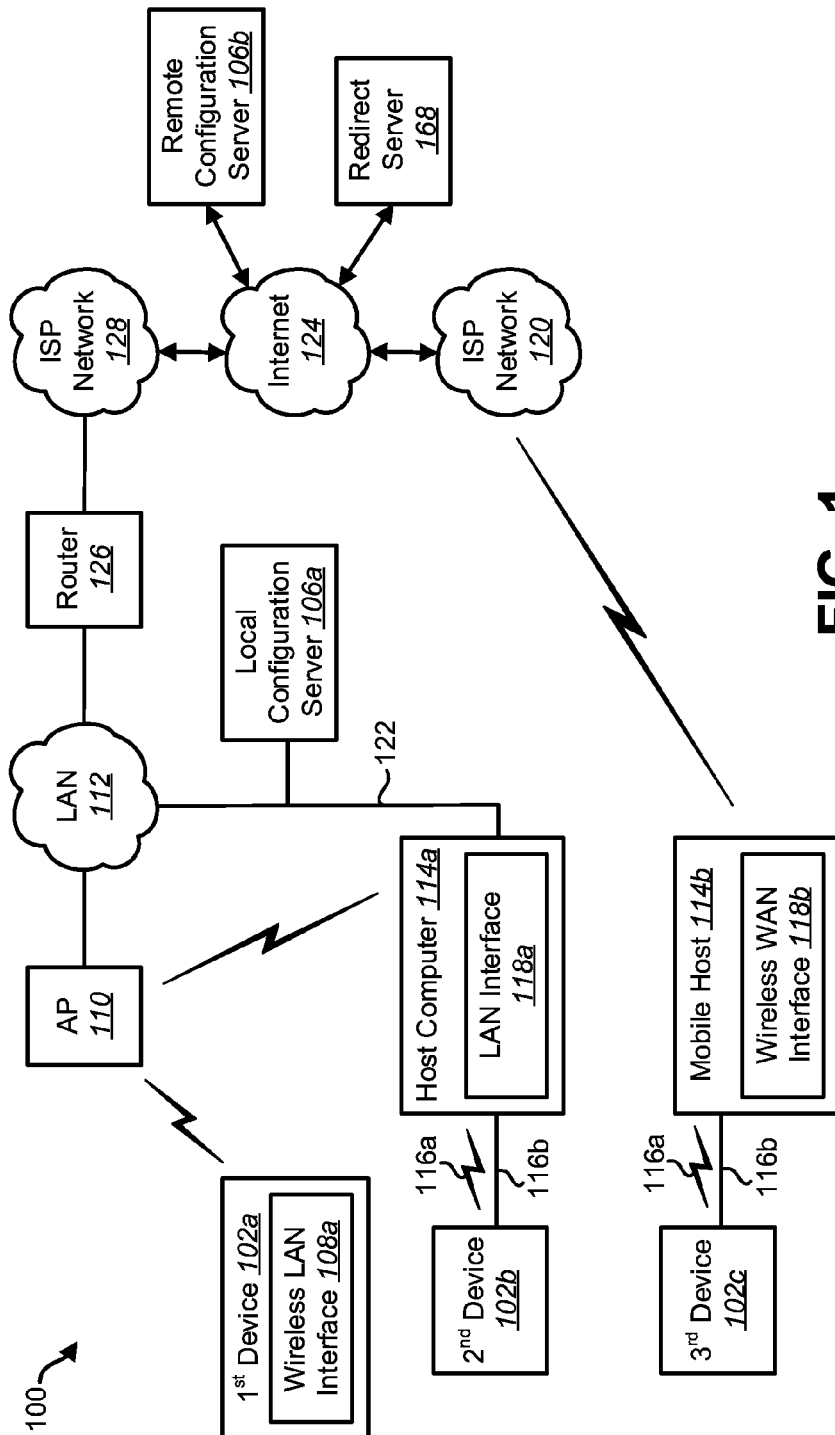 100
1st Device 102a
Wireless LAN
Interface 108a
AP
110
LAN
112
Router
126
ISP
Network
128
Remote
Configuration
Server 106b
Internet
124
Redirect
Server
168
ISP
Network
120
Local
Configuration
Server 106a
122
Host Computer 114a
LAN Interface
118a
116a
116b
2nd Device
102b
Mobile Host 114b
Wireless WAN
Interface 118b
116a
116b
3rd Device
102c